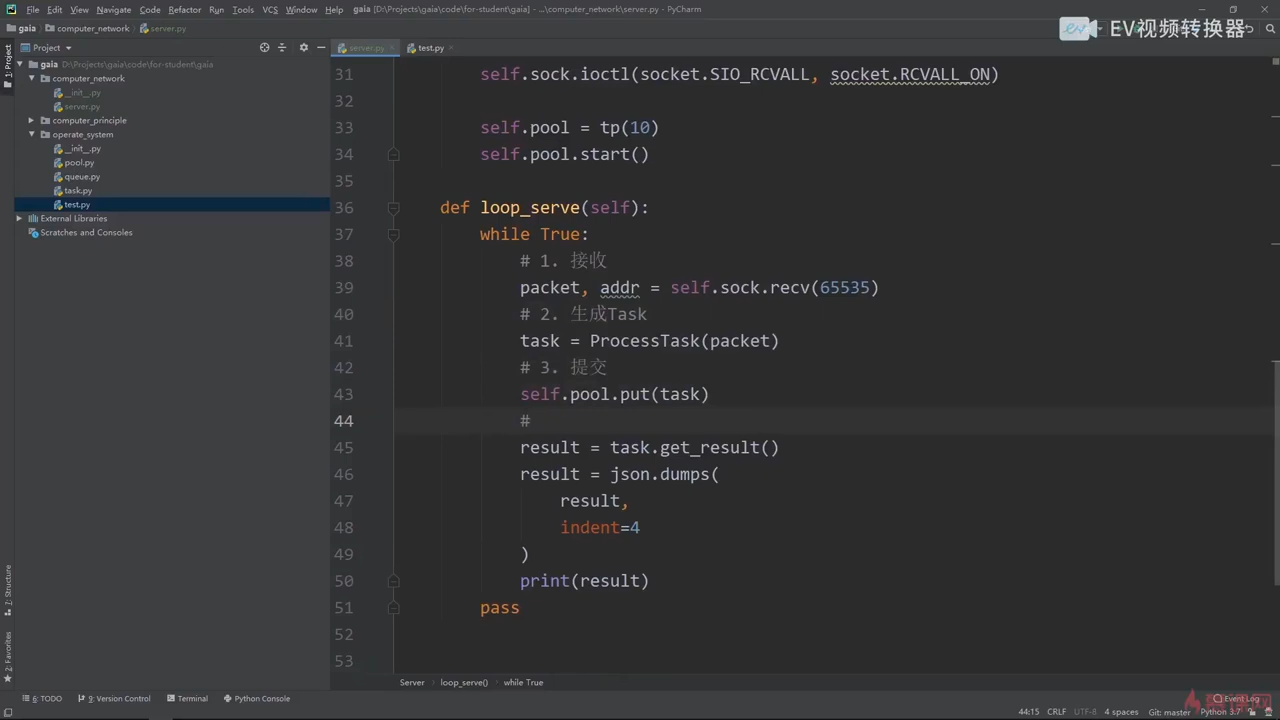 File Edit View Navigate Code Refactor Run Tools VCS Window Help gaia [D:\Projects\gaia\code\for-student\gaia] - ...\computer_network\server.py - PyCharm
gaia computer_network server.py
EV视频转换器
1: Project
Project
server.py
test.py
gaia D:\Projects\gaia\code\for-student\gaia
computer_network
__init__.py
server.py
computer_principle
operate_system
__init__.py
pool.py
queue.py
task.py
test.py
External Libraries
Scratches and Consoles
31 self.sock.ioctl(socket.SIO_RCVALL, socket.RCVALL_ON)
32
33 self.pool = tp(10)
34 self.pool.start()
35
36 def loop_serve(self):
37 while True:
38 # 1. 接收
39 packet, addr = self.sock.recv(65535)
40 # 2. 生成Task
41 task = ProcessTask(packet)
42 # 3. 提交
43 self.pool.put(task)
44 #
45 result = task.get_result()
46 result = json.dumps(
47 result,
48 indent=4
49 )
50 print(result)
51 pass
52
53
7: Structure
2: Favorites
Server loop_serve() while True
6: TODO 9: Version Control Terminal Python Console Event Log
44:15 CRLF UTF-8 4 spaces Git: master Python 3.7